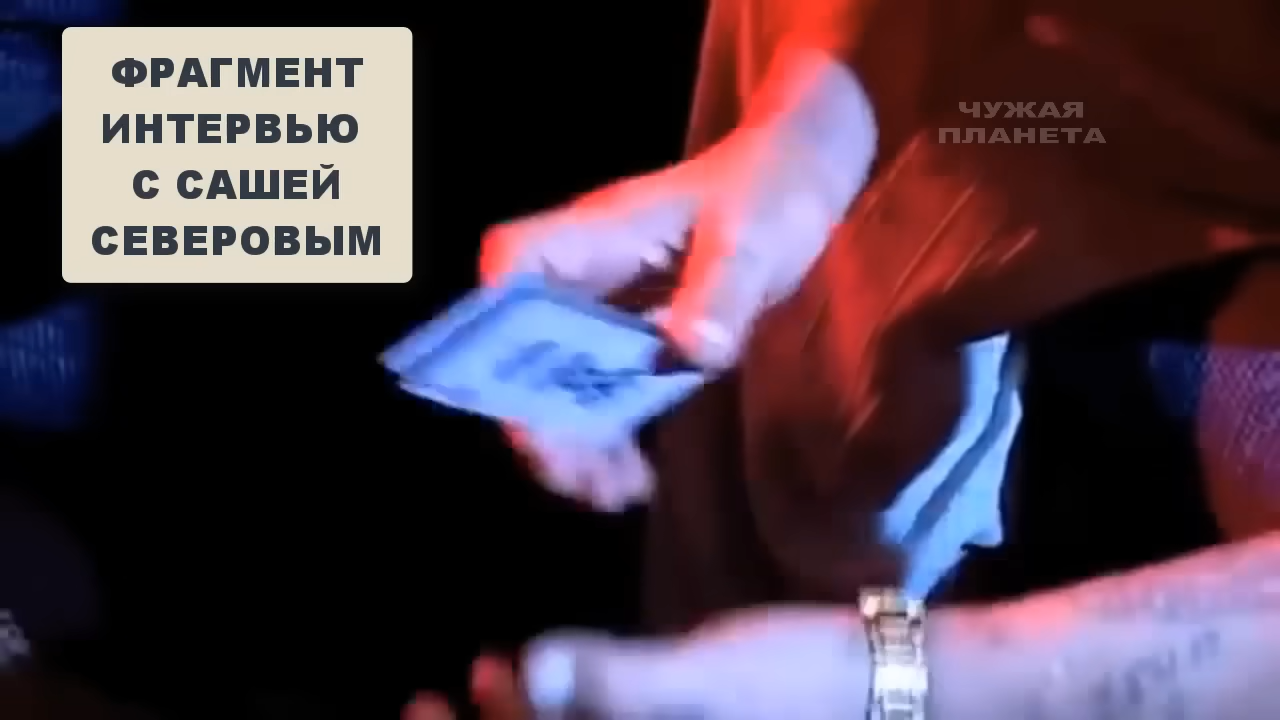 ФРАГМЕНТ
ИНТЕРВЬЮ
С САШЕЙ
СЕВЕРОВЫМ
ЧУЖАЯ
ПЛАНЕТА